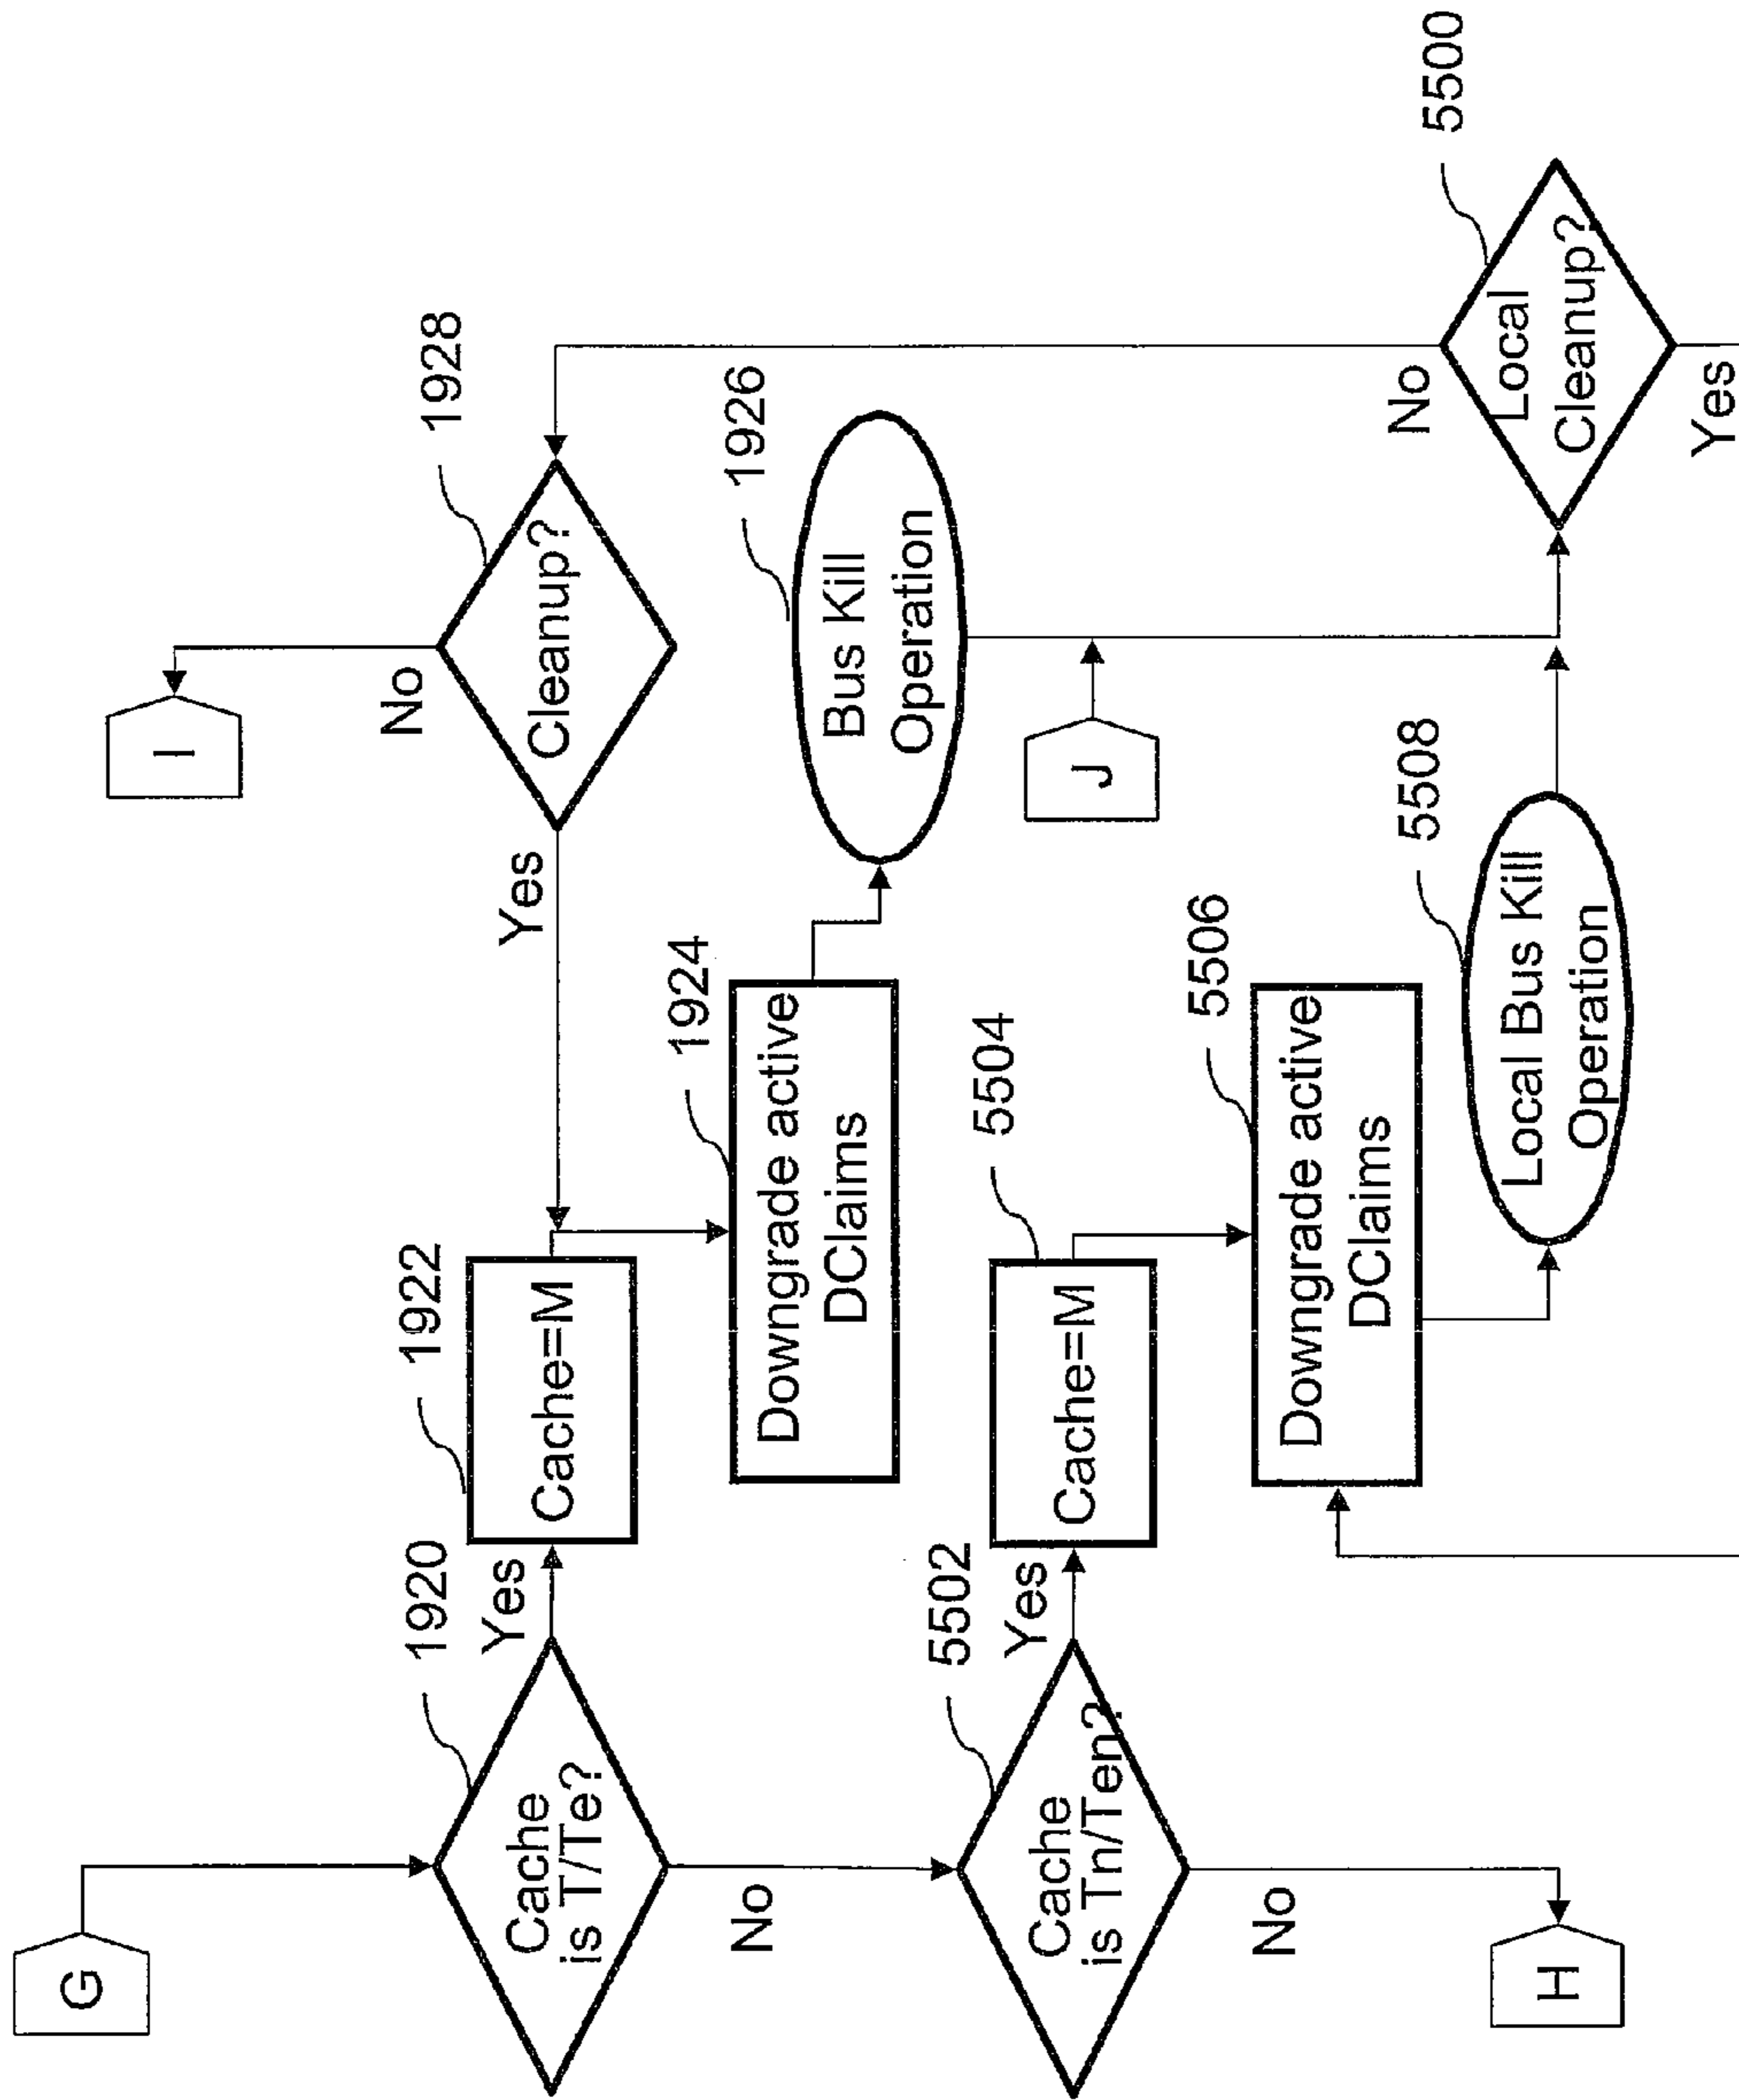 G
Cache
is T/Te?
1920
Yes
No
Cache=M
1922
Downgrade active
DClaims
1924
Bus Kill
Operation
1926
Cleanup?
1928
Yes
No
I
Cache
is Tn/Ten?
5502
Yes
No
H
Cache=M
5504
Downgrade active
DClaims
5506
Local Bus Kill
Operation
5508
J
Local
Cleanup?
5500
No
Yes